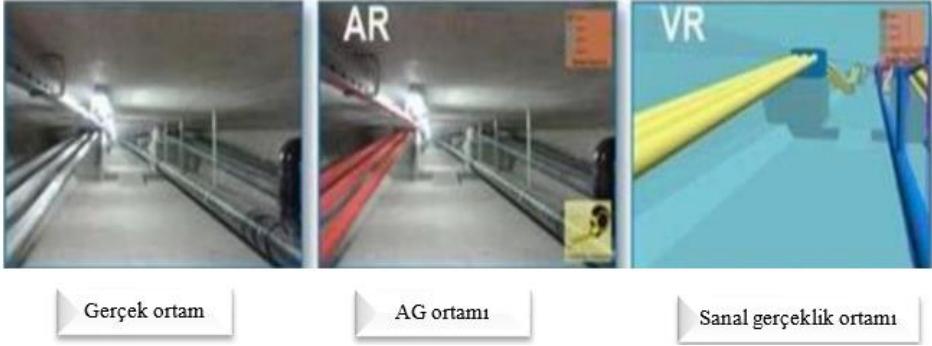 AR
VR
Gerçek ortam
AG ortamı
Sanal gerçeklik ortamı